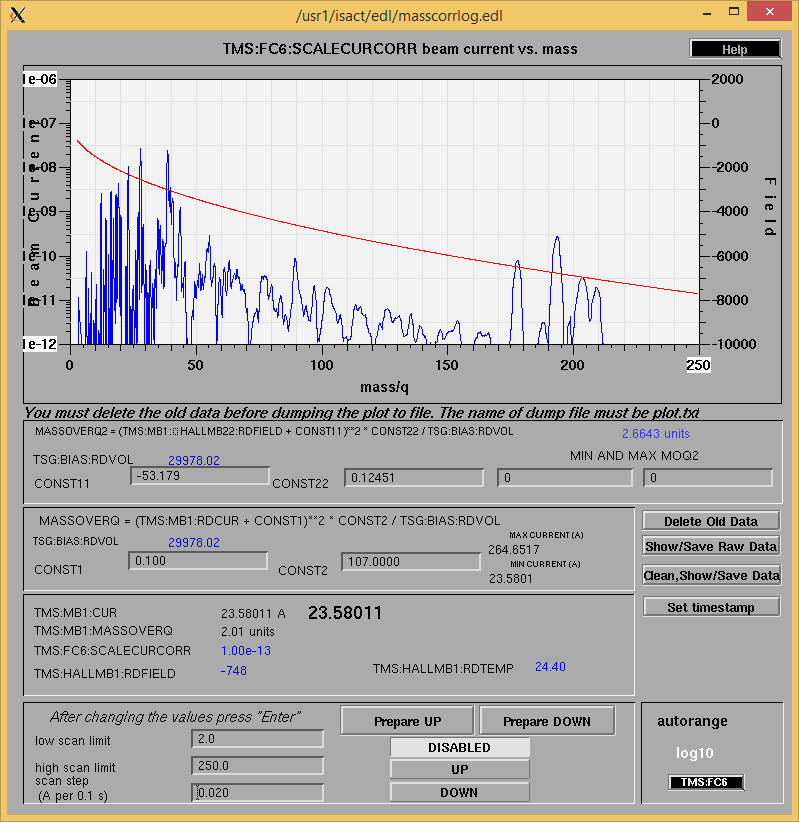 /usr1/isact/edl/masscorrlog.edl
TMS:FC6:SCALECURCORR beam current vs. mass
Help
1e-06
1e-07
1e-08
1e-09
1e-10
1e-11
1e-12
Beam Current
2000
0
-2000
-4000
-6000
-8000
-10000
Field
0 50 100 150 200 250
mass/q
You must delete the old data before dumping the plot to file. The name of dump file must be plot.txt
MASSOVERQ2 = (TMS:MB1:HALLMB22:RDFIELD + CONST11)**2 * CONST22 / TSG:BIAS:RDVOL
2.6643 units
TSG:BIAS:RDVOL 29978.02
MIN AND MAX MOQ2
CONST11 -53.179 CONST22 0.12451 0 0
MASSOVERQ = (TMS:MB1:RDCUR + CONST1)**2 * CONST2 / TSG:BIAS:RDVOL
TSG:BIAS:RDVOL 29978.02
MAX CURRENT (A)
264.6517
MIN CURRENT (A)
23.5801
CONST1 0.100 CONST2 107.0000
Delete Old Data
Show/Save Raw Data
Clean,Show/Save Data
Set timestamp
TMS:MB1:CUR 23.58011 A 23.58011
TMS:MB1:MASSOVERQ 2.01 units
TMS:FC6:SCALECURCORR 1.00e-13
TMS:HALLMB1:RDFIELD -748
TMS:HALLMB1:RDTEMP 24.40
After changing the values press "Enter"
low scan limit 2.0
high scan limit 250.0
scan step
(A per 0.1 s) 0.020
Prepare UP Prepare DOWN
DISABLED
UP
DOWN
autorange
log10
TMS:FC6